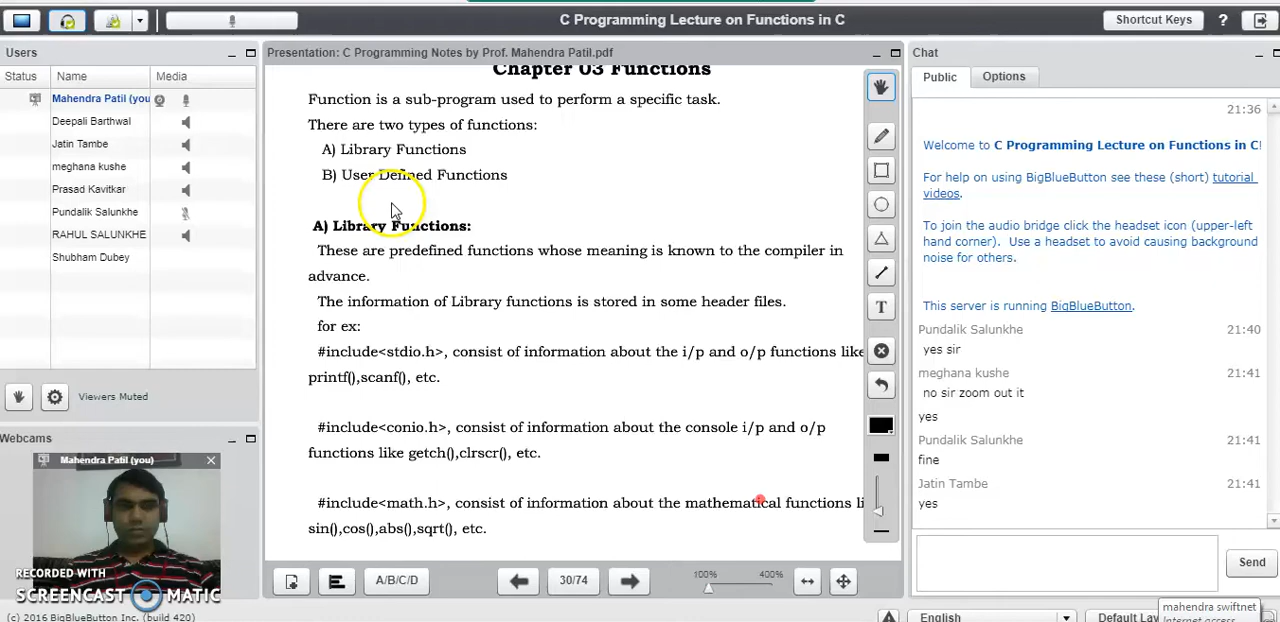 C Programming Lecture on Functions in C
Shortcut Keys
?
Users
Status Name Media
Mahendra Patil (you)
Deepali Barthwal
Jatin Tambe
meghana kushe
Prasad Kavitkar
Pundalik Salunkhe
RAHUL SALUNKHE
Shubham Dubey
Viewers Muted
Webcams
Mahendra Patil (you)
RECORDED WITH
SCREENCAST MATIC
(c) 2016 BigBlueButton Inc. (build 420)
Presentation: C Programming Notes by Prof. Mahendra Patil.pdf
Chapter 03 Functions
Function is a sub-program used to perform a specific task.
There are two types of functions:
A) Library Functions
B) User Defined Functions
A) Library Functions:
These are predefined functions whose meaning is known to the compiler in
advance.
The information of Library functions is stored in some header files.
for ex:
#include<stdio.h>, consist of information about the i/p and o/p functions like
printf(),scanf(), etc.
#include<conio.h>, consist of information about the console i/p and o/p
functions like getch(),clrscr(), etc.
#include<math.h>, consist of information about the mathematical functions li
sin(),cos(),abs(),sqrt(), etc.
T
A/B/C/D
30/74
100% 400%
Chat
Public Options
21:36
Welcome to C Programming Lecture on Functions in C!
For help on using BigBlueButton see these (short) tutorial
videos.
To join the audio bridge click the headset icon (upper-left
hand corner). Use a headset to avoid causing background
noise for others.
This server is running BigBlueButton.
Pundalik Salunkhe 21:40
yes sir
meghana kushe 21:41
no sir zoom out it
yes
Pundalik Salunkhe 21:41
fine
Jatin Tambe 21:41
yes
Send
English
Default Lay
mahendra swiftnet
Internet access